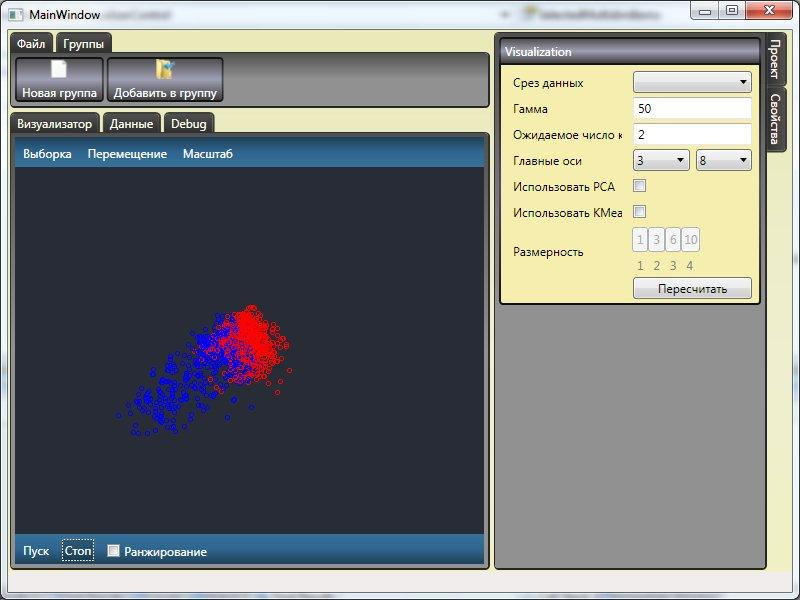 MainWindow
Файл Группы
Новая группа Добавить в группу
Визуализатор Данные Debug
Выборка Перемещение Масштаб
Пуск Стоп Ранжирование
Visualization
Срез данных
Гамма 50
Ожидаемое число к 2
Главные оси 3 8
Использовать PCA
Использовать KMea
Размерность 1 3 6 10
1 2 3 4
Пересчитать
Проект
Свойства